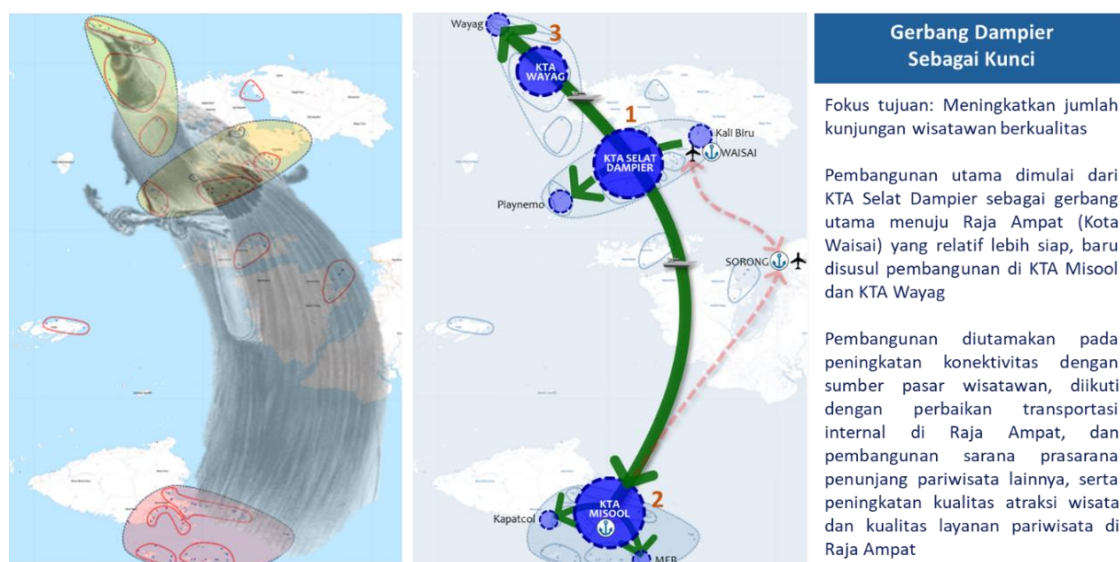 Wayag
3
KTA
WAYAG
1
Kali Biru
KTA SELAT
DAMPIER
WAISAI
Playnemo
SORONG
KTA
MISOOL
2
Kapatcol
MFR
Gerbang Dampier
Sebagai Kunci
Fokus tujuan: Meningkatkan jumlah
kunjungan wisatawan berkualitas
Pembangunan utama dimulai dari
KTA Selat Dampier sebagai gerbang
utama menuju Raja Ampat (Kota
Waisai) yang relatif lebih siap, baru
disusul pembangunan di KTA Misool
dan KTA Wayag
Pembangunan diutamakan pada
peningkatan konektivitas dengan
sumber pasar wisatawan, diikuti
dengan perbaikan transportasi
internal di Raja Ampat, dan
pembangunan sarana prasarana
penunjang pariwisata lainnya, serta
peningkatan kualitas atraksi wisata
dan kualitas layanan pariwisata di
Raja Ampat